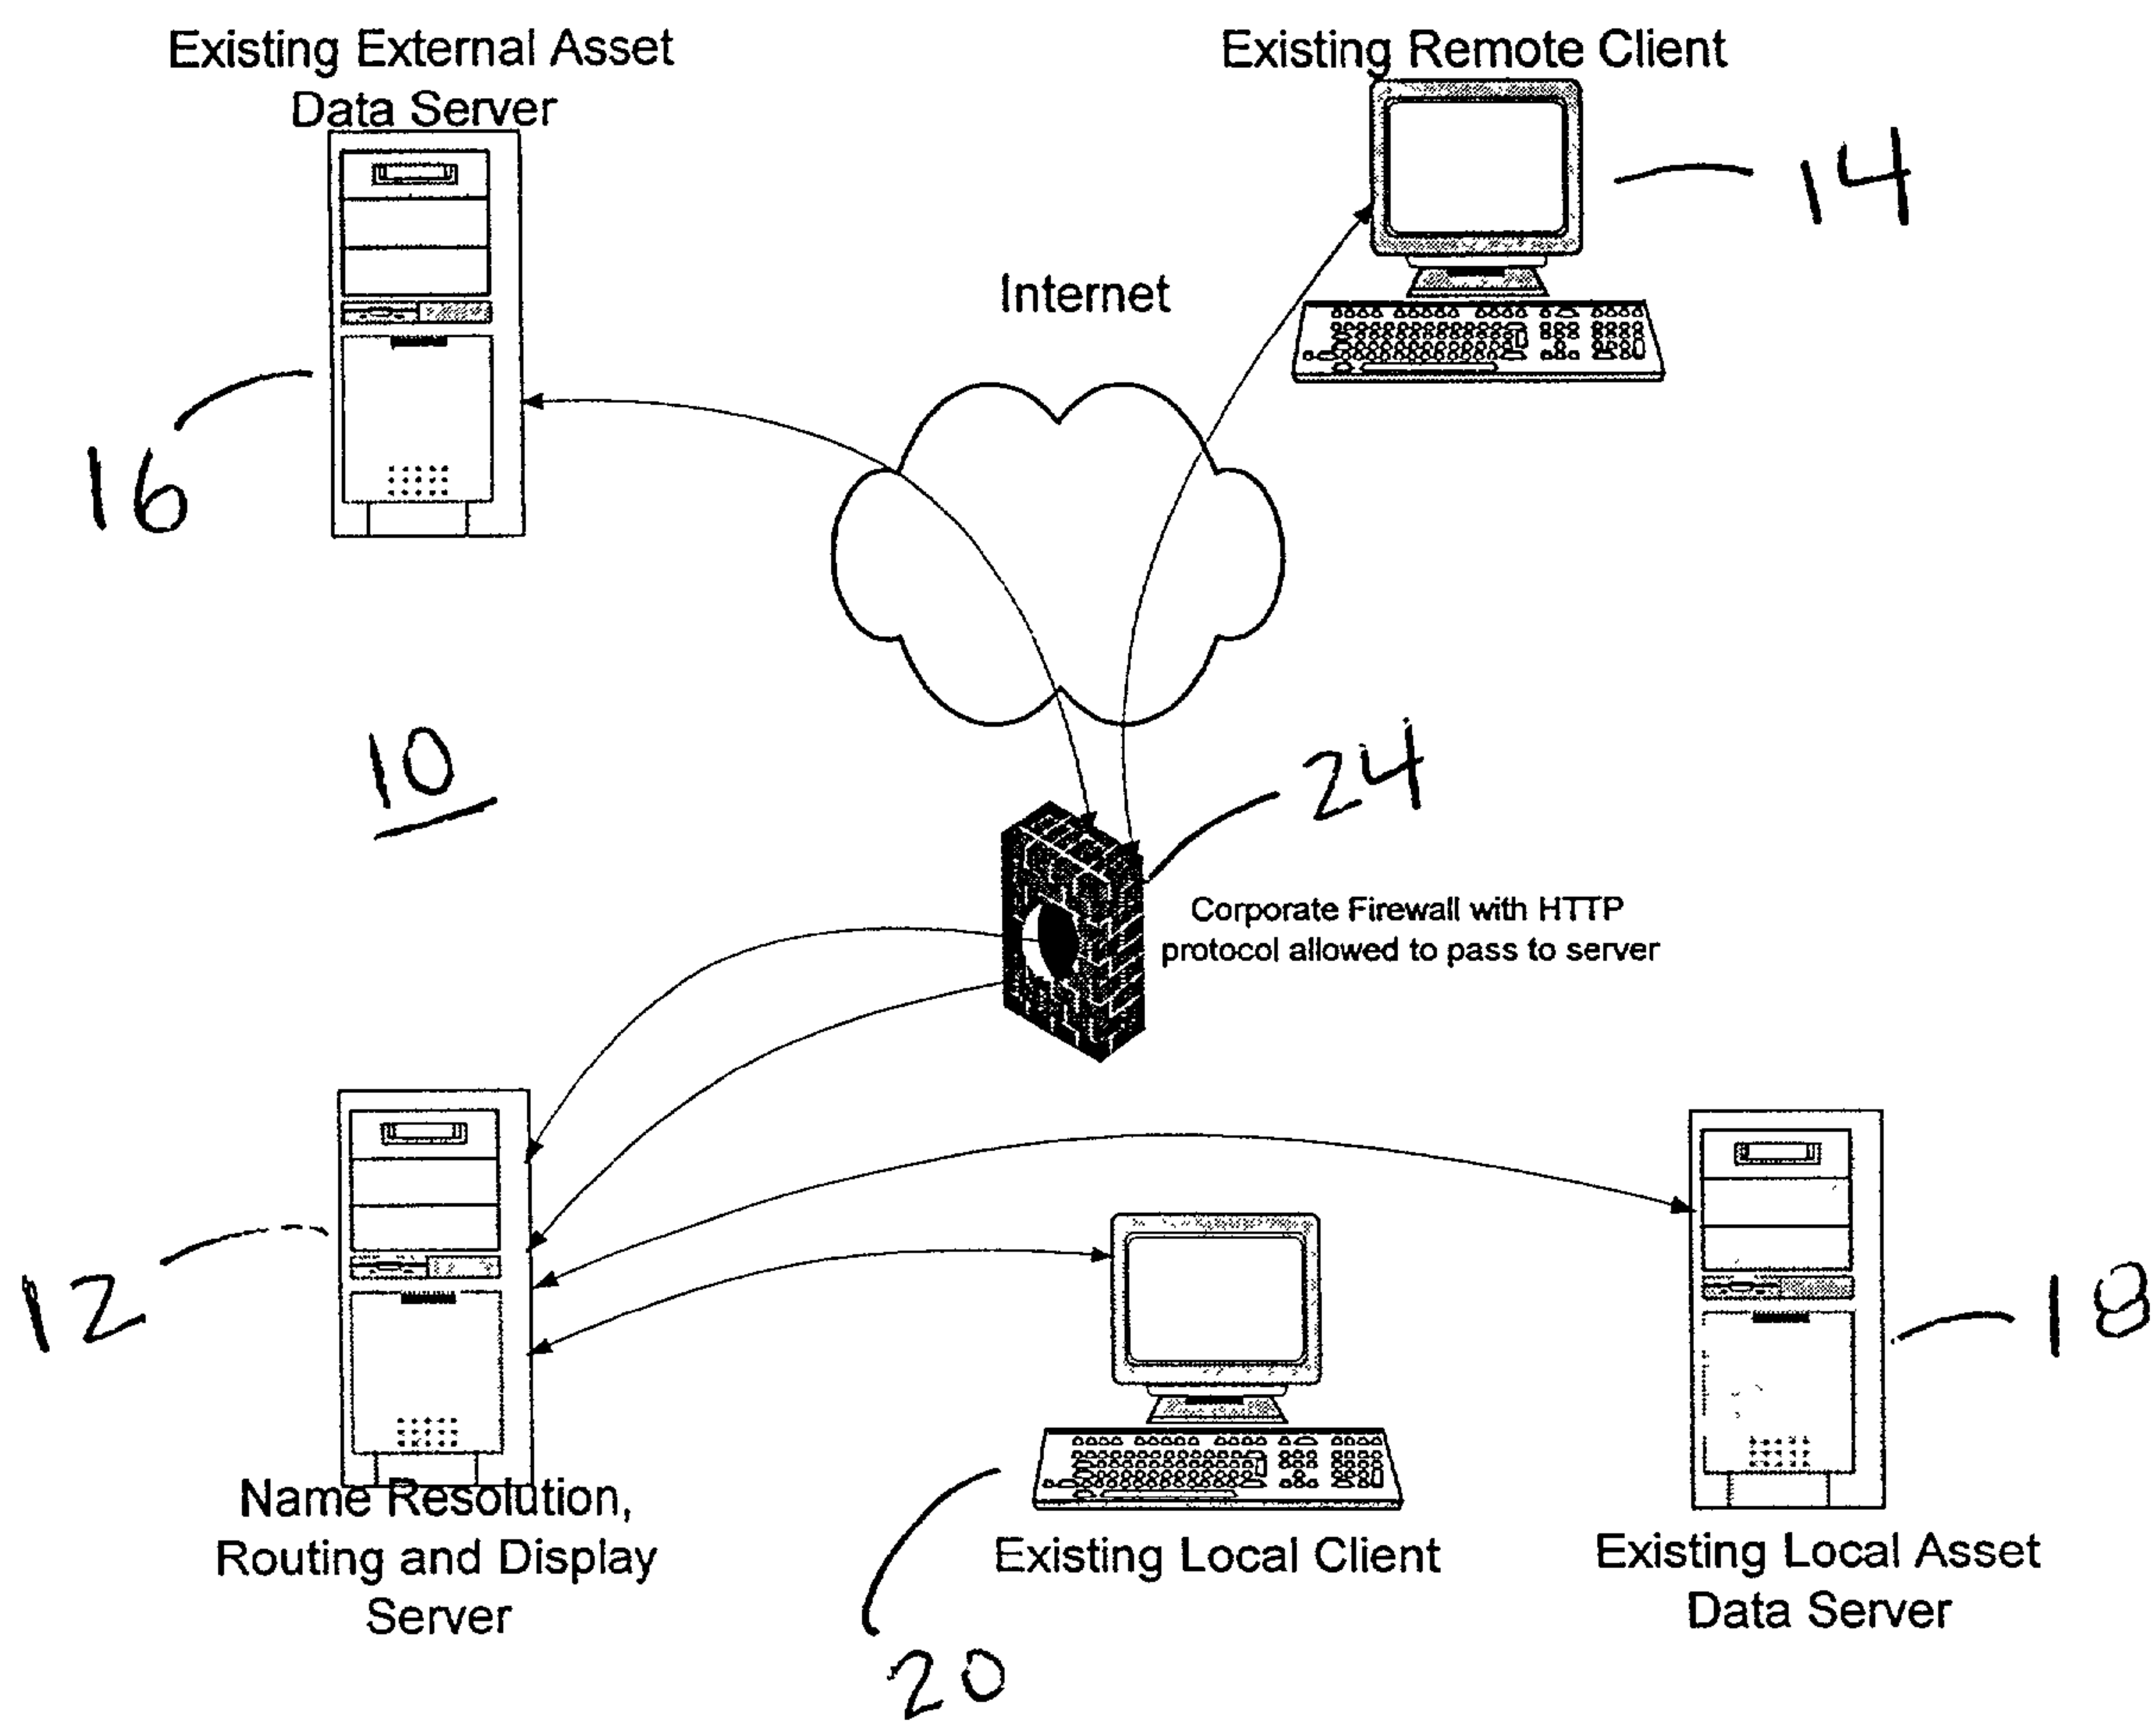 Existing External Asset
Data Server
Existing Remote Client
14
Internet
16
10
24
Corporate Firewall with HTTP
protocol allowed to pass to server
12
18
Name Resolution,
Routing and Display
Server
Existing Local Client
Existing Local Asset
Data Server
20